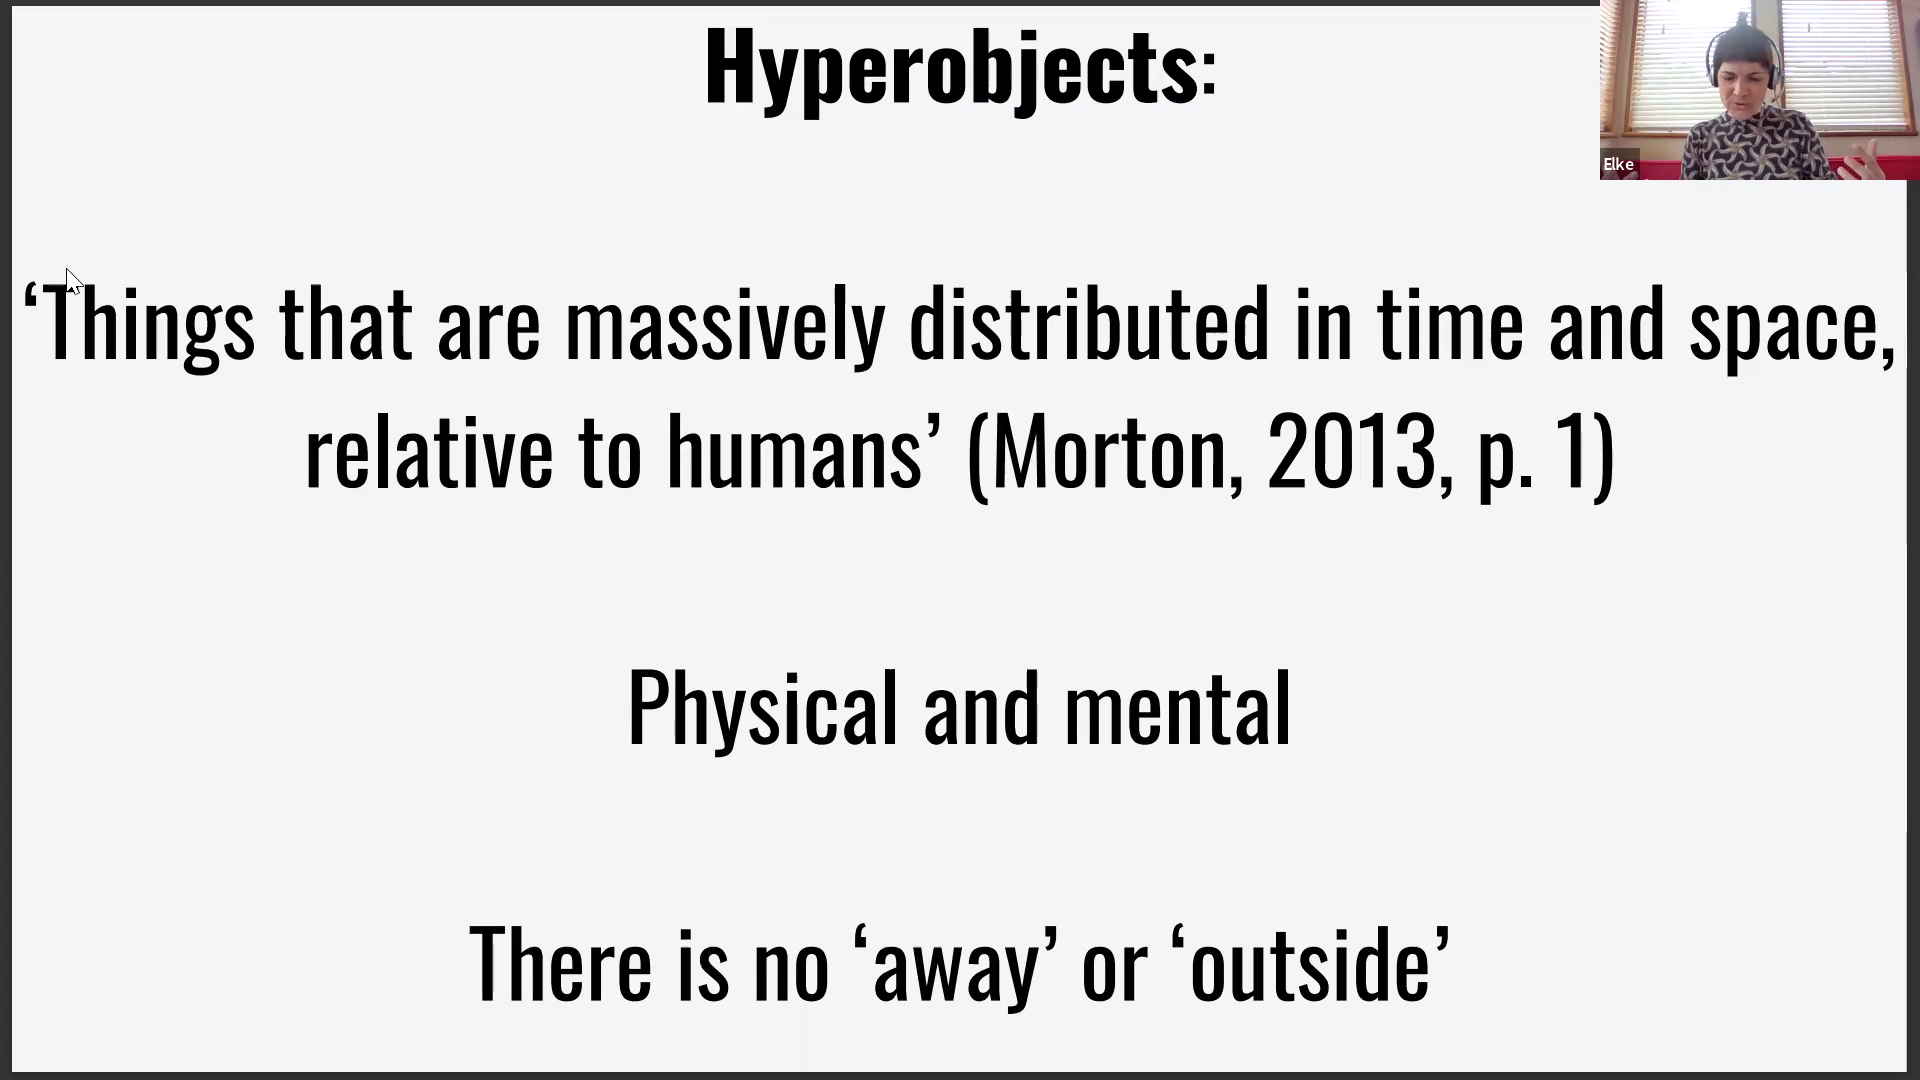 Hyperobjects:
Elke
‘Things that are massively distributed in time and space,
relative to humans’ (Morton, 2013, p. 1)
Physical and mental
There is no ‘away’ or ‘outside’